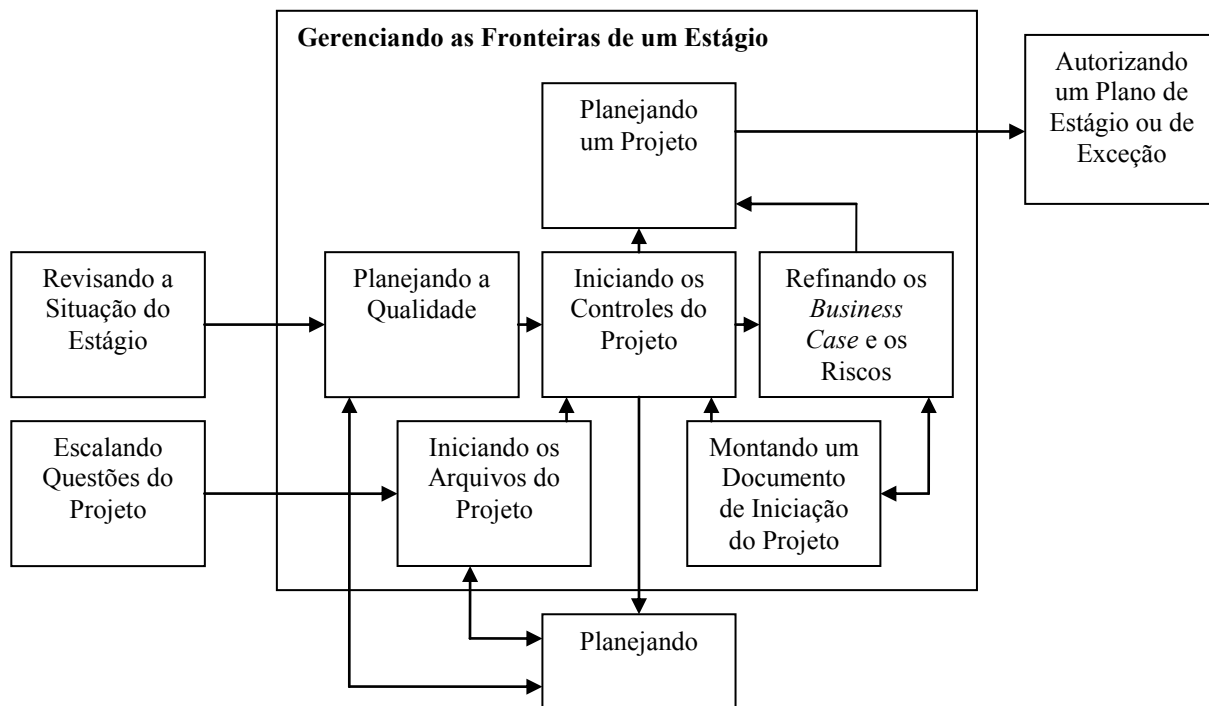 Gerenciando as Fronteiras de um Estágio
Autorizando
um Plano de
Estágio ou de
Exceção
Planejando
um Projeto
Revisando a
Situação do
Estágio
Planejando a
Qualidade
Iniciando os
Controles do
Projeto
Refinando os
Business
Case e os
Riscos
Escalando
Questões do
Projeto
Iniciando os
Arquivos do
Projeto
Montando um
Documento
de Iniciação
do Projeto
Planejando